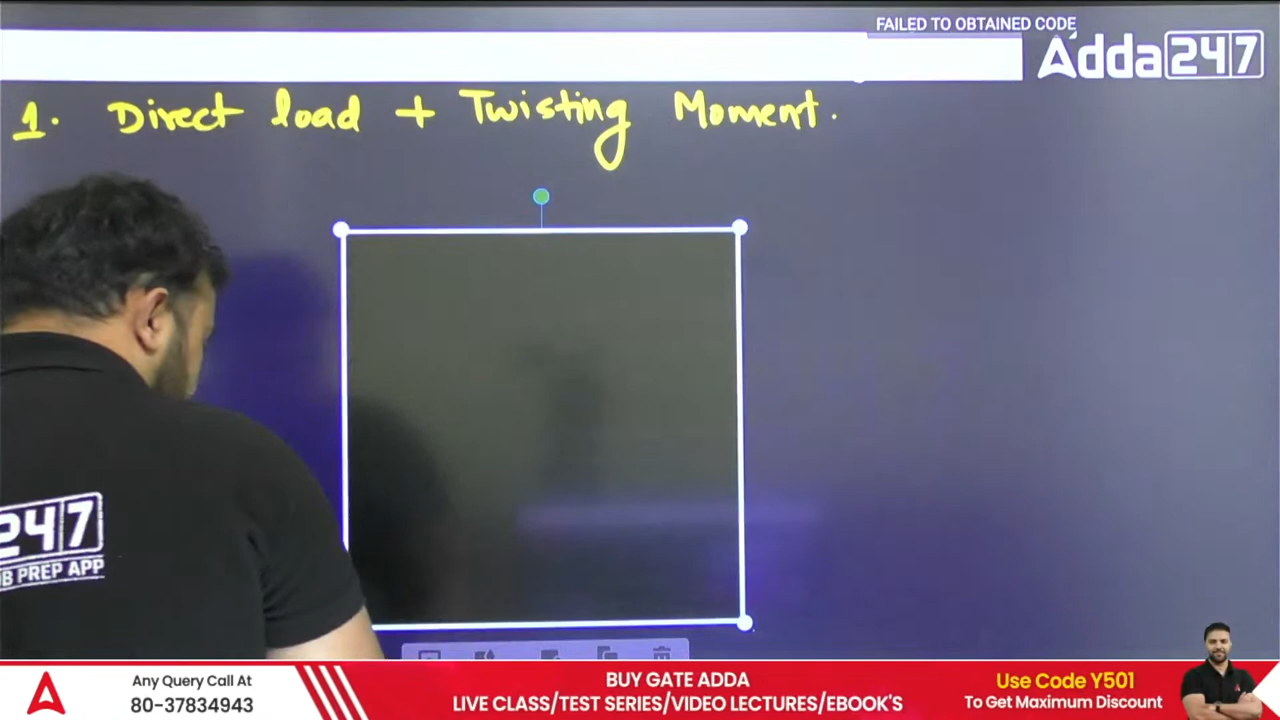 FAILED TO OBTAINED CODE
Adda247
1. Direct load + Twisting Moment.
247
B PREP APP
Any Query Call At
80-37834943
BUY GATE ADDA
LIVE CLASS/TEST SERIES/VIDEO LECTURES/EBOOK'S
Use Code Y501
To Get Maximum Discount